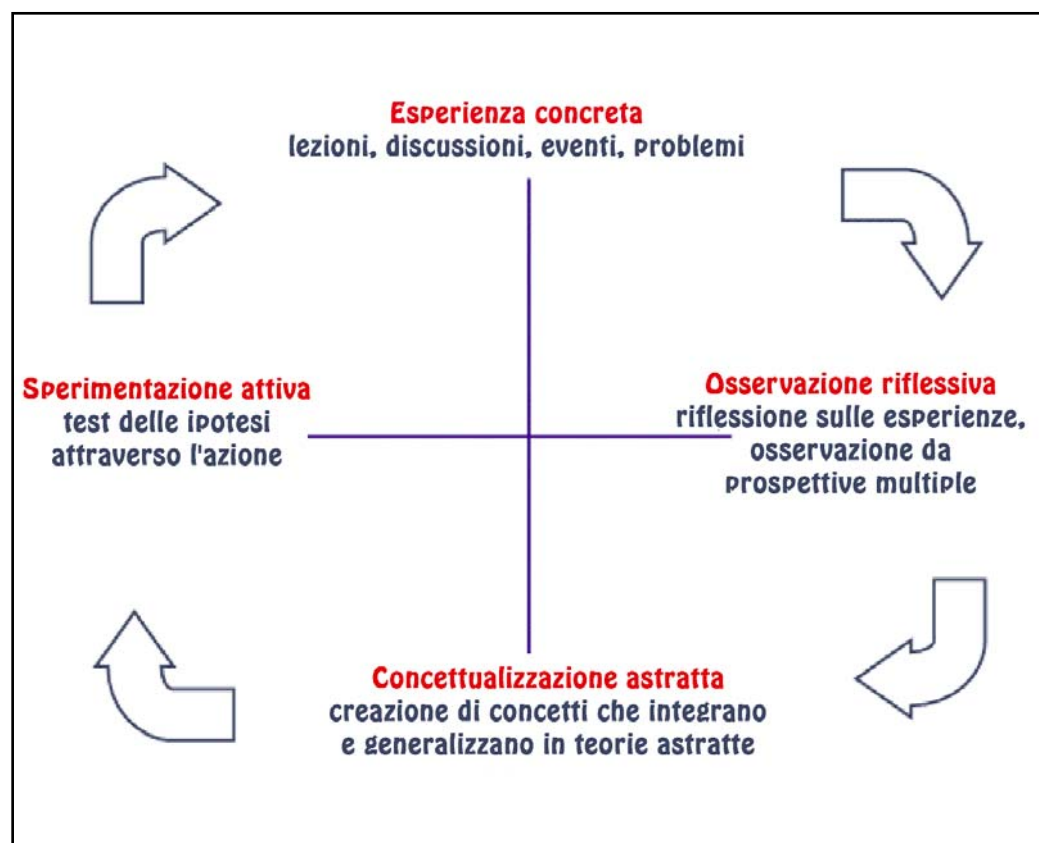 Esperienza concreta
lezioni, discussioni, eventi, problemi
Sperimentazione attiva
test delle ipotesi
attraverso l'azione
Osservazione riflessiva
riflessione sulle esperienze,
osservazione da
prospettive multiple
Concettualizzazione astratta
creazione di concetti che integrano
e generalizzano in teorie astratte